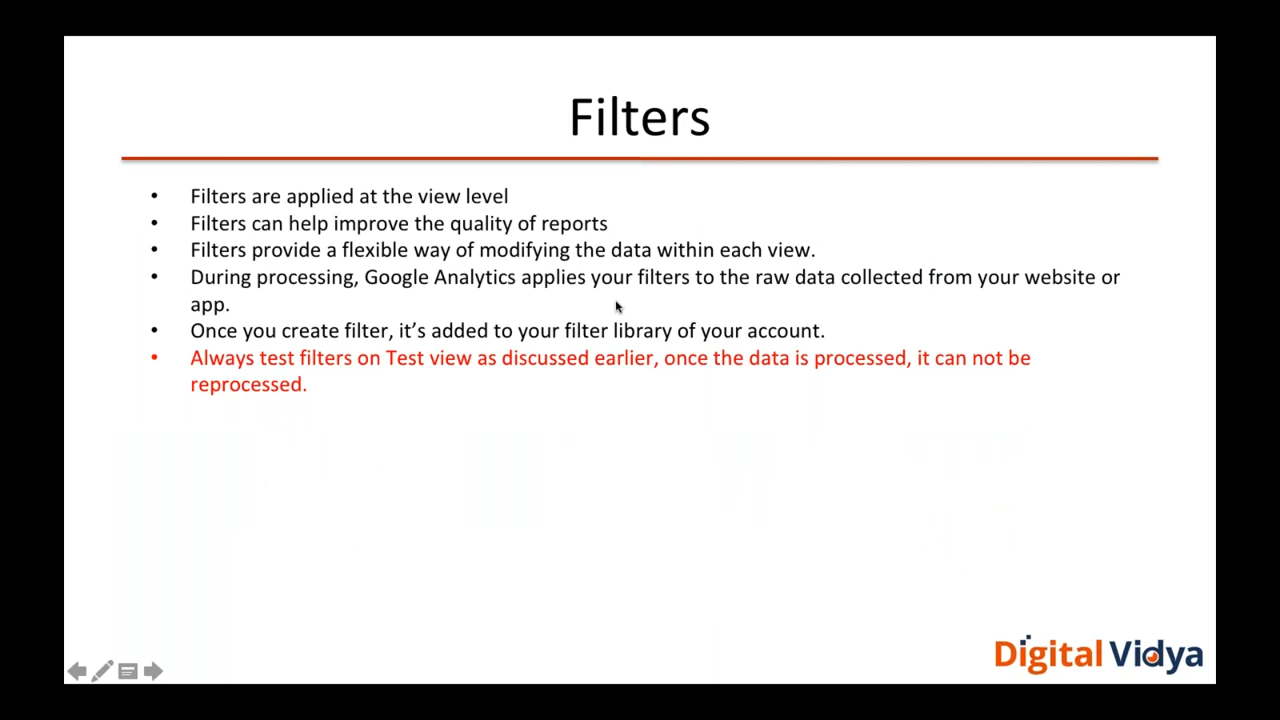 Filters
• Filters are applied at the view level
• Filters can help improve the quality of reports
• Filters provide a flexible way of modifying the data within each view.
• During processing, Google Analytics applies your filters to the raw data collected from your website or
app.
• Once you create filter, it’s added to your filter library of your account.
• Always test filters on Test view as discussed earlier, once the data is processed, it can not be
reprocessed.
Digital Vidya